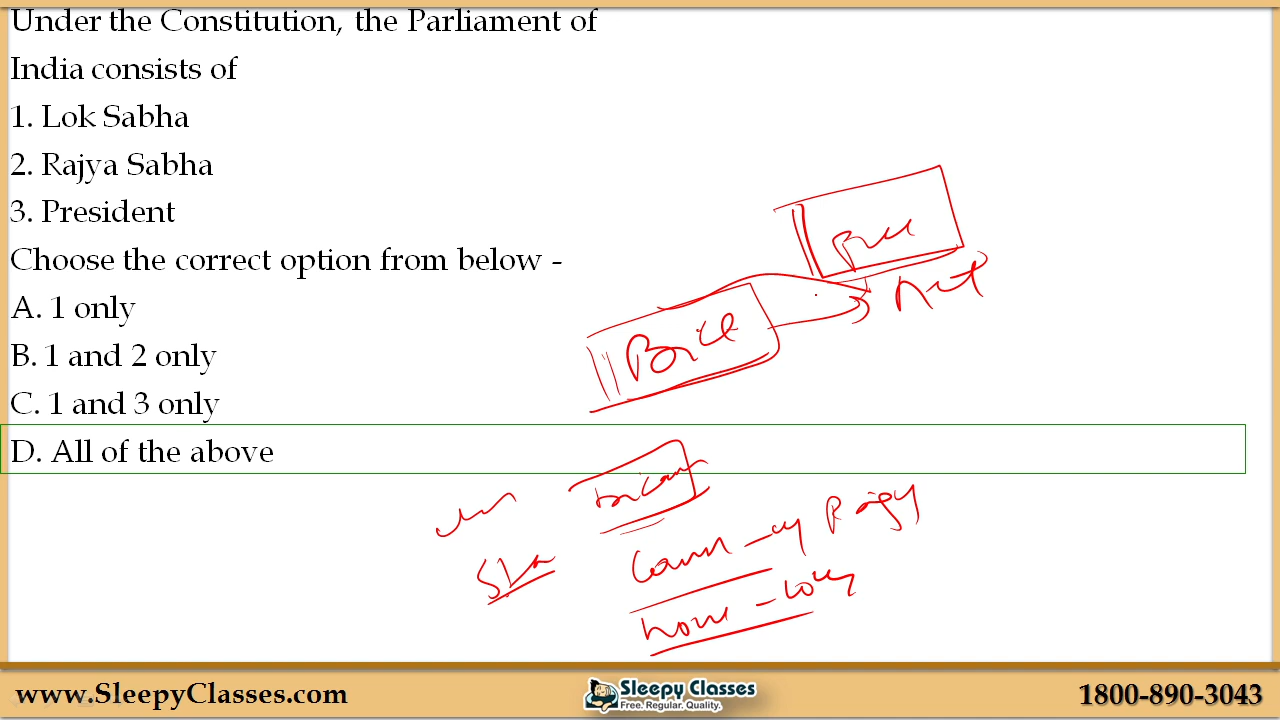 Under the Constitution, the Parliament of
India consists of
1. Lok Sabha
2. Rajya Sabha
3. President
Choose the correct option from below -
A. 1 only
B. 1 and 2 only
C. 1 and 3 only
D. All of the above
Bill
Bill
Act
www.SleepyClasses.com
Sleepy Classes
Free. Regular. Quality.
1800-890-3043